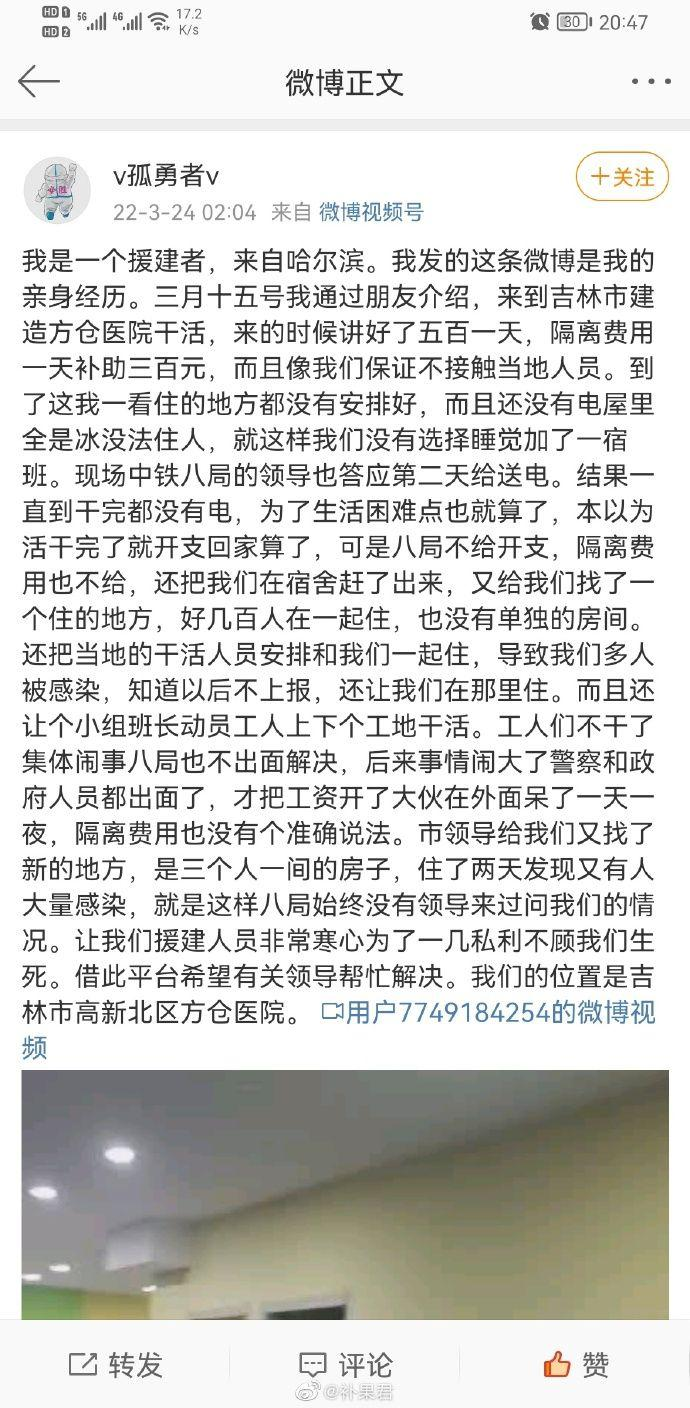 HD 1 5G 4G 17.2 30 20:47
HD 2 K/s
微博正文
v孤勇者v
+关注
22-3-24 02:04 来自 微博视频号
我是一个援建者，来自哈尔滨。我发的这条微博是我的
亲身经历。三月十五号我通过朋友介绍，来到吉林市建
造方仓医院干活，来的时候讲好了五百一天，隔离费用
一天补助三百元，而且像我们保证不接触当地人员。到
了这我一看住的地方都没有安排好，而且还没有电屋里
全是冰没法住人，就这样我们没有选择睡觉加了一宿
班。现场中铁八局的领导也答应第二天给送电。结果一
直到干完都没有电，为了生活困难点也就算了，本以为
活干完了就开支回家算了，可是八局不给开支，隔离费
用也不给，还把我们在宿舍赶了出来，又给我们找了一
个住的地方，好几百人在一起住，也没有单独的房间。
还把当地的干活人员安排和我们一起住，导致我们多人
被感染，知道以后不上报，还让我们在那里住。而且还
让个小组班长动员工人上下个工地干活。工人们不干了
集体闹事八局也不出面解决，后来事情闹大了警察和政
府人员都出面了，才把工资开了大伙在外面呆了一天一
夜，隔离费用也没有个准确说法。市领导给我们又找了
新的地方，是三个人一间的房子，住了两天发现又有人
大量感染，就是这样八局始终没有领导来过问我们的情
况。让我们援建人员非常寒心为了一几私利不顾我们生
死。借此平台希望有关领导帮忙解决。我们的位置是吉
林市高新北区方仓医院。 用户7749184254的微博视
频
转发 评论 赞
@补果君